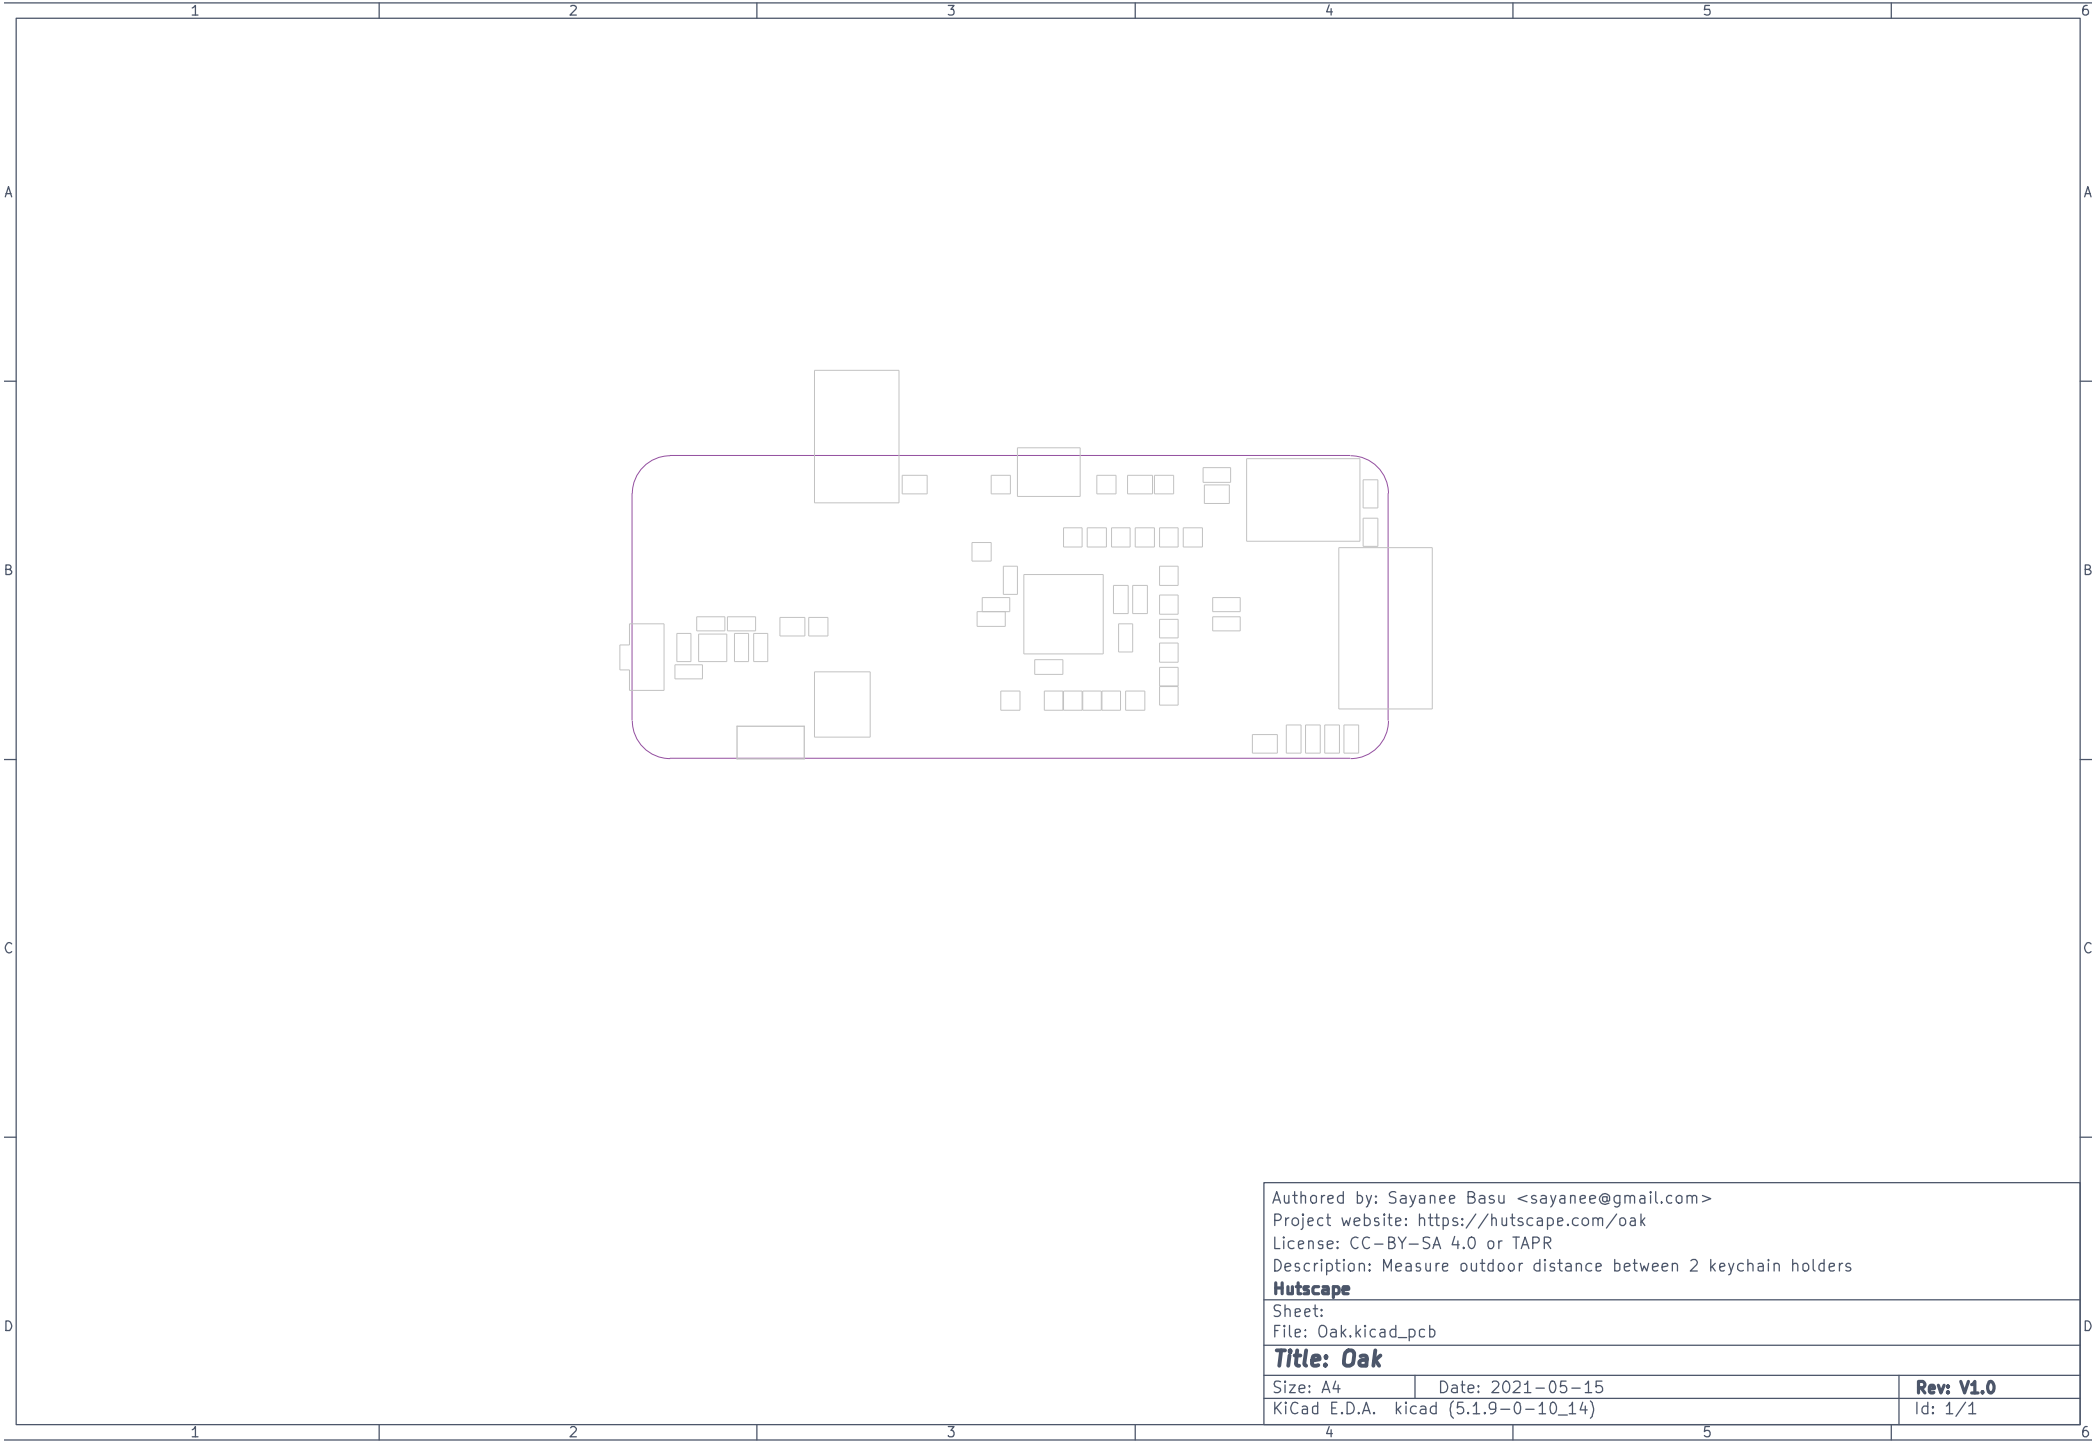 1 2 3 4 5 6
A A
B B
C C
Authored by: Sayanee Basu <sayanee@gmail.com>
Project website: https://hutscape.com/oak
License: CC-BY-SA 4.0 or TAPR
Description: Measure outdoor distance between 2 keychain holders
Hutscape
Sheet:
D D
File: Oak.kicad_pcb
Title: Oak
Size: A4 Date: 2021-05-15 Rev: V1.0
KiCad E.D.A. kicad (5.1.9-0-10_14) Id: 1/1
1 2 3 4 5 6